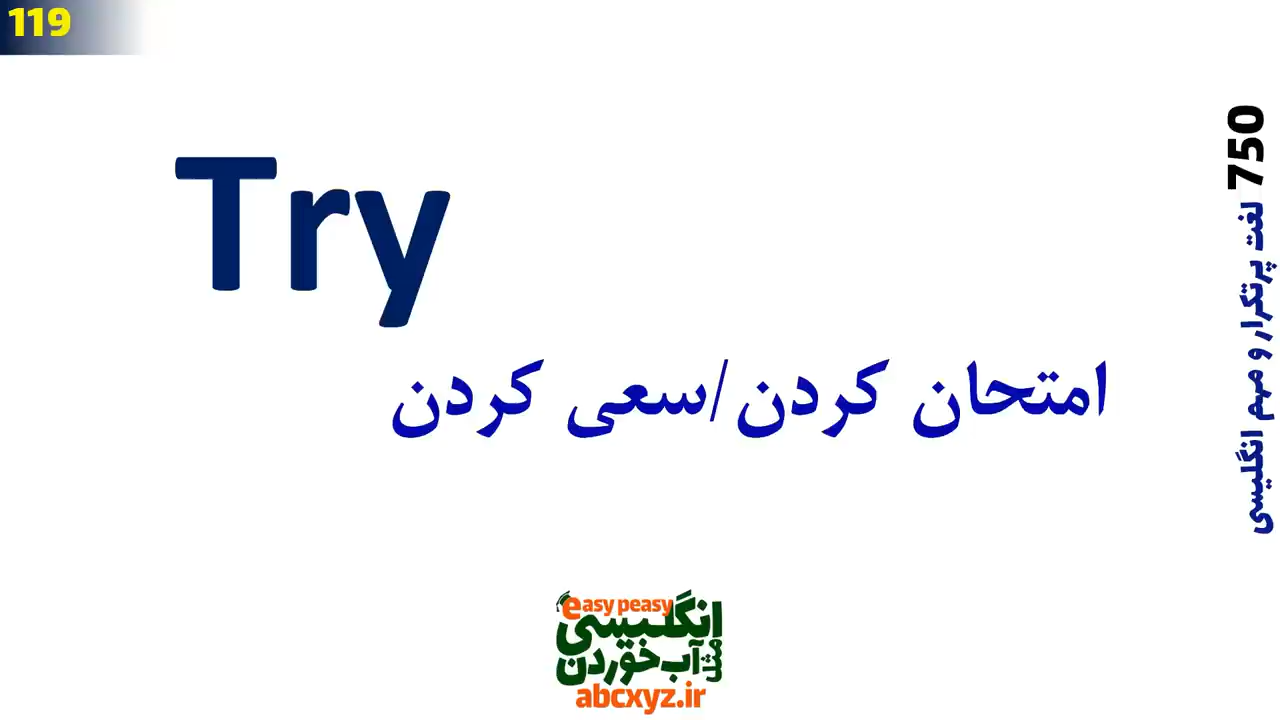 119
Try
امتحان کردن/سعی کردن
750 لغت پرتکرار و مهم انگلیسی
easy peasy
انگلیسی
مثل
آب خوردن
abcxyz.ir